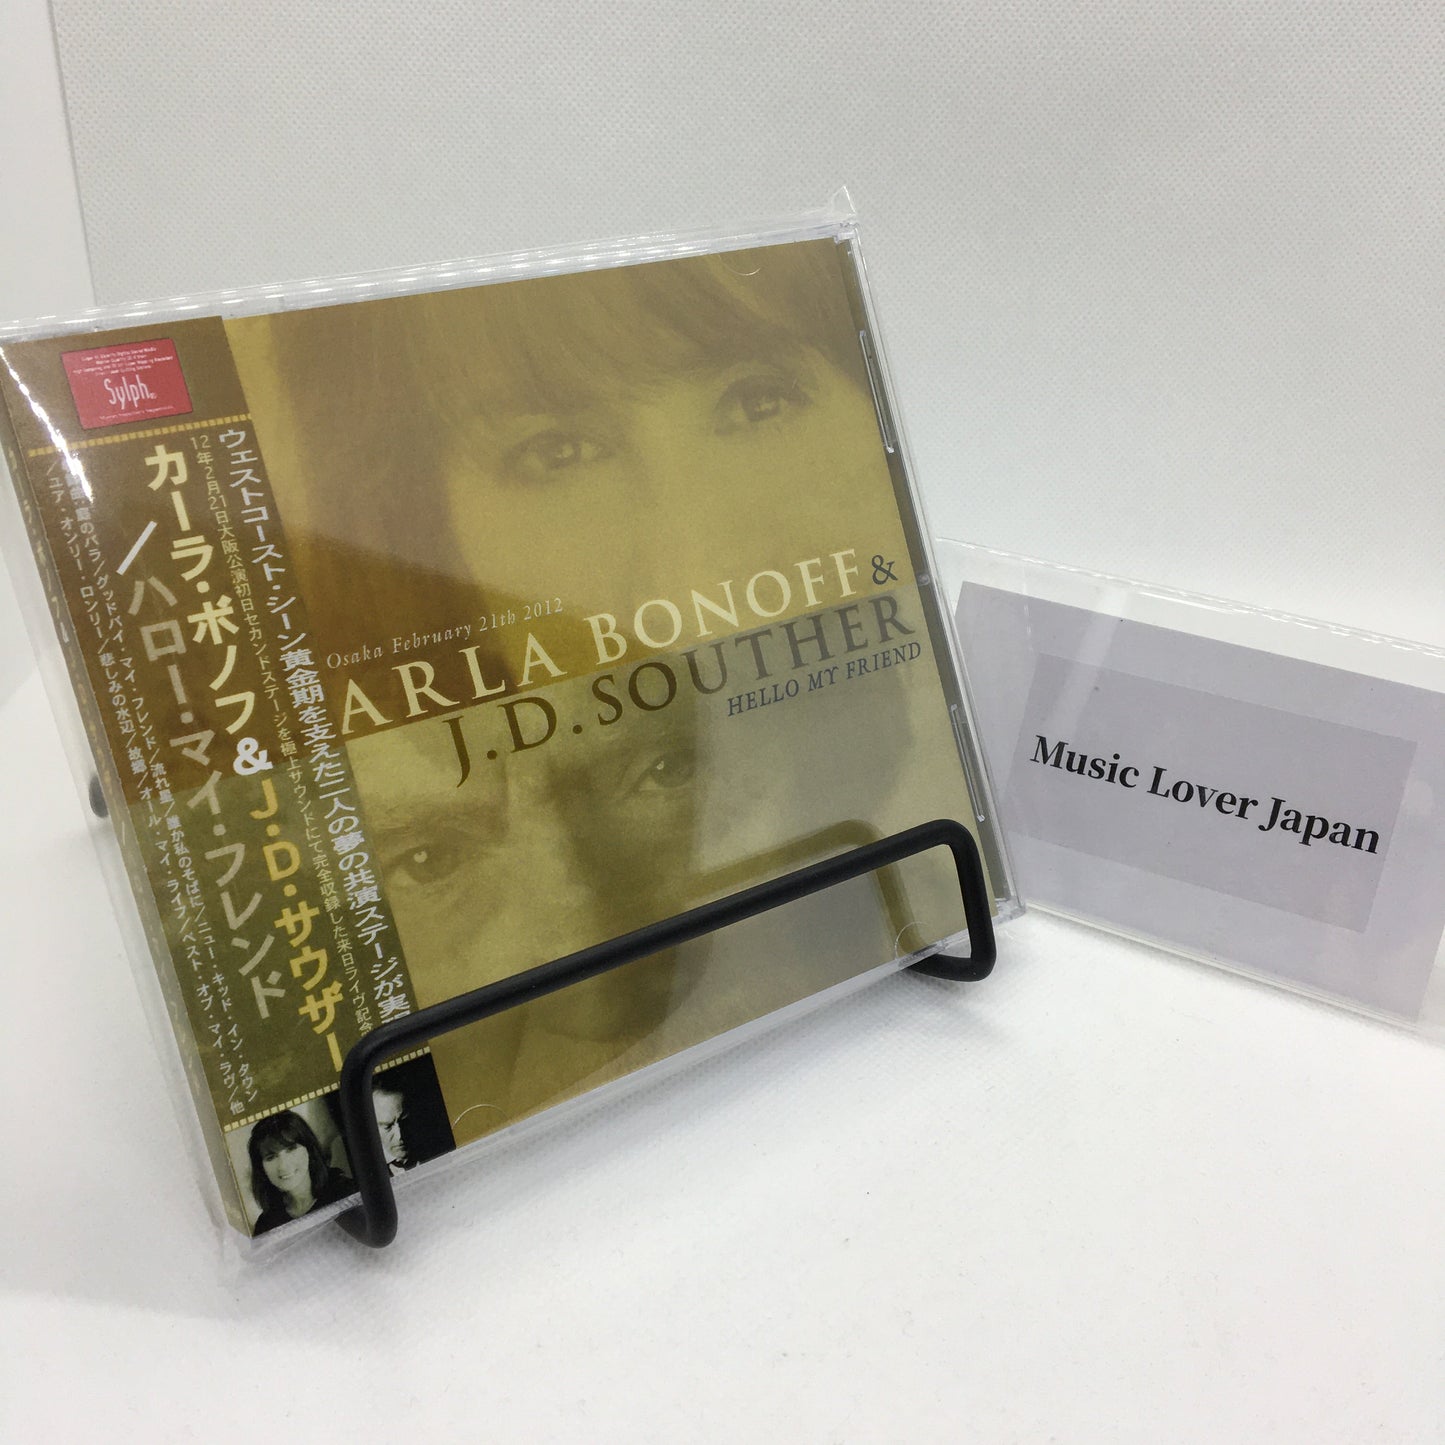 Sylph
ウェストコースト・シーン黄金期を支えた二人の夢の共演ステージが実
12年2月21日大阪公演初日セカンドステージを極上サウンドにて完全収録した来日ライヴ記念
カーラ・ボノフ&J.D.サウザー
/ハロー・マイ・フレンド
庭のバラ/グッドバイ・マイ・フレンド/流れ星/誰か私のそばに/ニュー・キッド・イン・タウン
/ユア・オンリー・ロンリー/悲しみの水辺/故郷/オール・マイ・ライフ/ベスト・オブ・マイ・ラヴ/他
Osaka February 21th 2012
ARLA BONOFF &
J.D. SOUTHER
HELLO MY FRIEND
Music Lover Japan